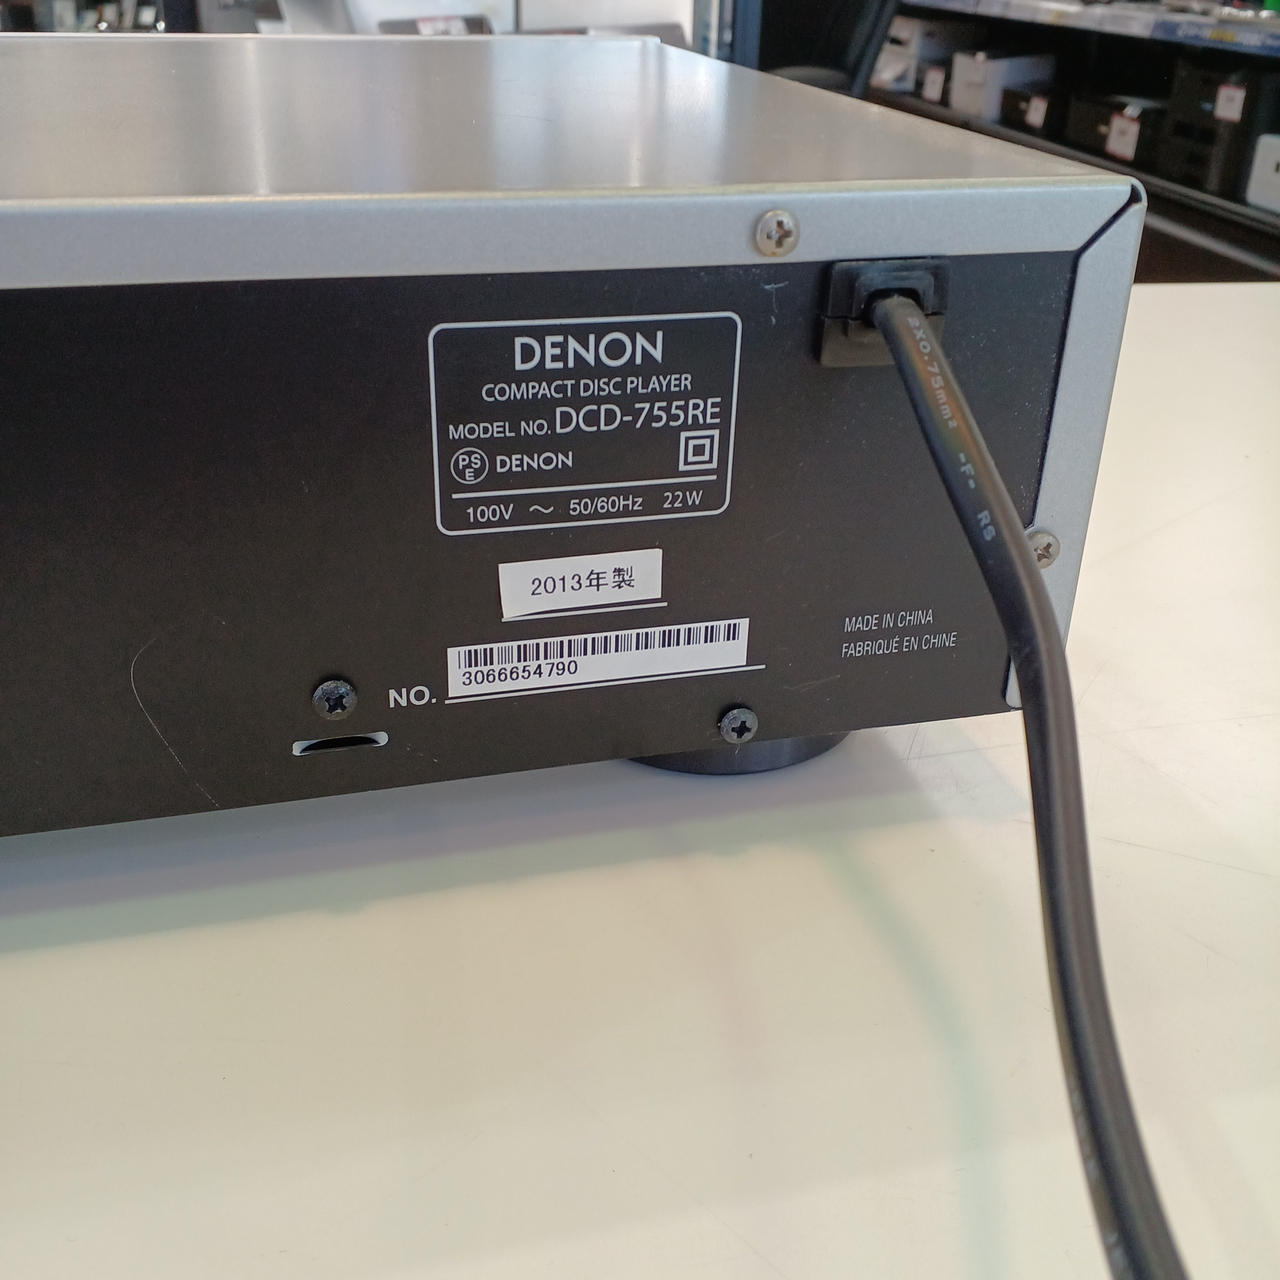 DENON
COMPACT DISC PLAYER
MODEL NO. DCD-755RE
PS E DENON
100V ～ 50/60Hz 22W
2013年製
NO. 3066654790
MADE IN CHINA
FABRIQUÉ EN CHINE
2X0.75mm² -F- RS